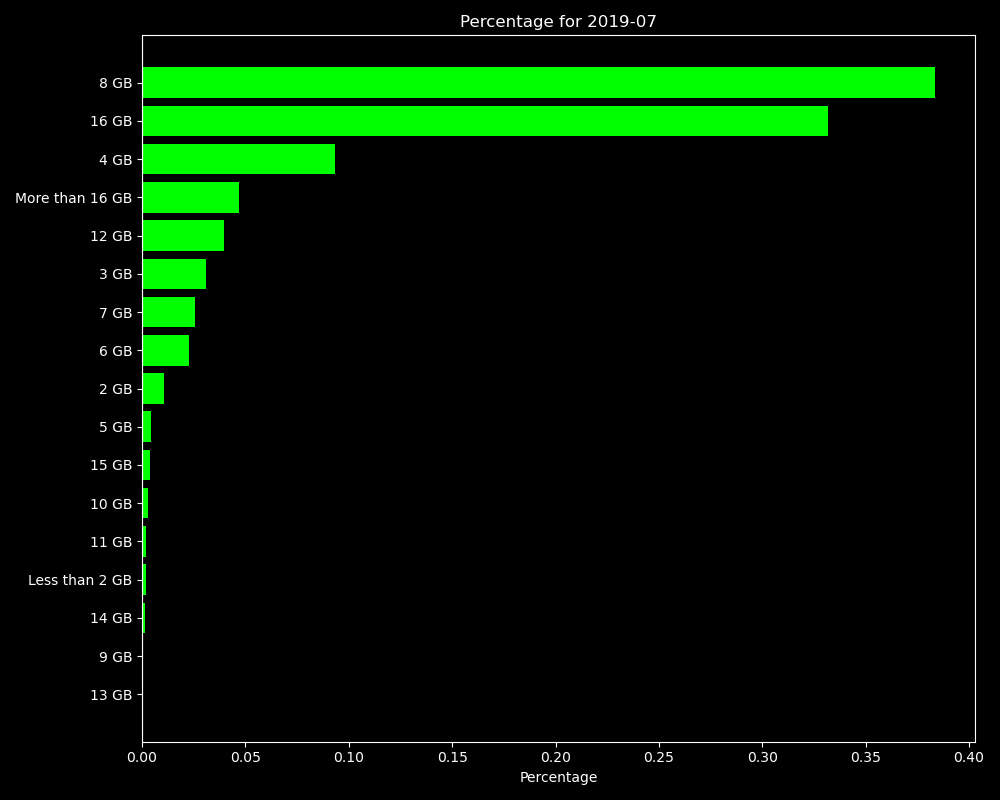 Percentage for 2019-07
8 GB
16 GB
4 GB
More than 16 GB
12 GB
3 GB
7 GB
6 GB
2 GB
5 GB
15 GB
10 GB
11 GB
Less than 2 GB
14 GB
9 GB
13 GB
0.00 0.05 0.10 0.15 0.20 0.25 0.30 0.35 0.40
Percentage